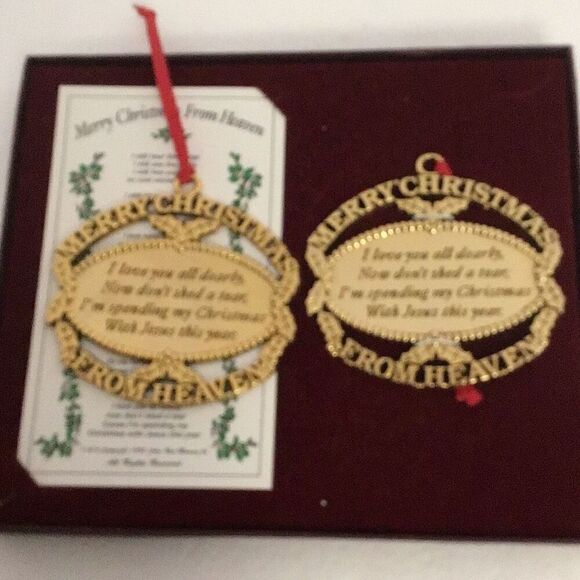 Merry Christmas From Heaven
MERRY CHRISTMAS
I love you all dearly,
Now don't shed a tear,
I'm spending my Christmas
With Jesus this year.
FROM HEAVEN
MERRY CHRISTMAS
I love you all dearly,
Now don't shed a tear,
I'm spending my Christmas
With Jesus this year.
FROM HEAVEN